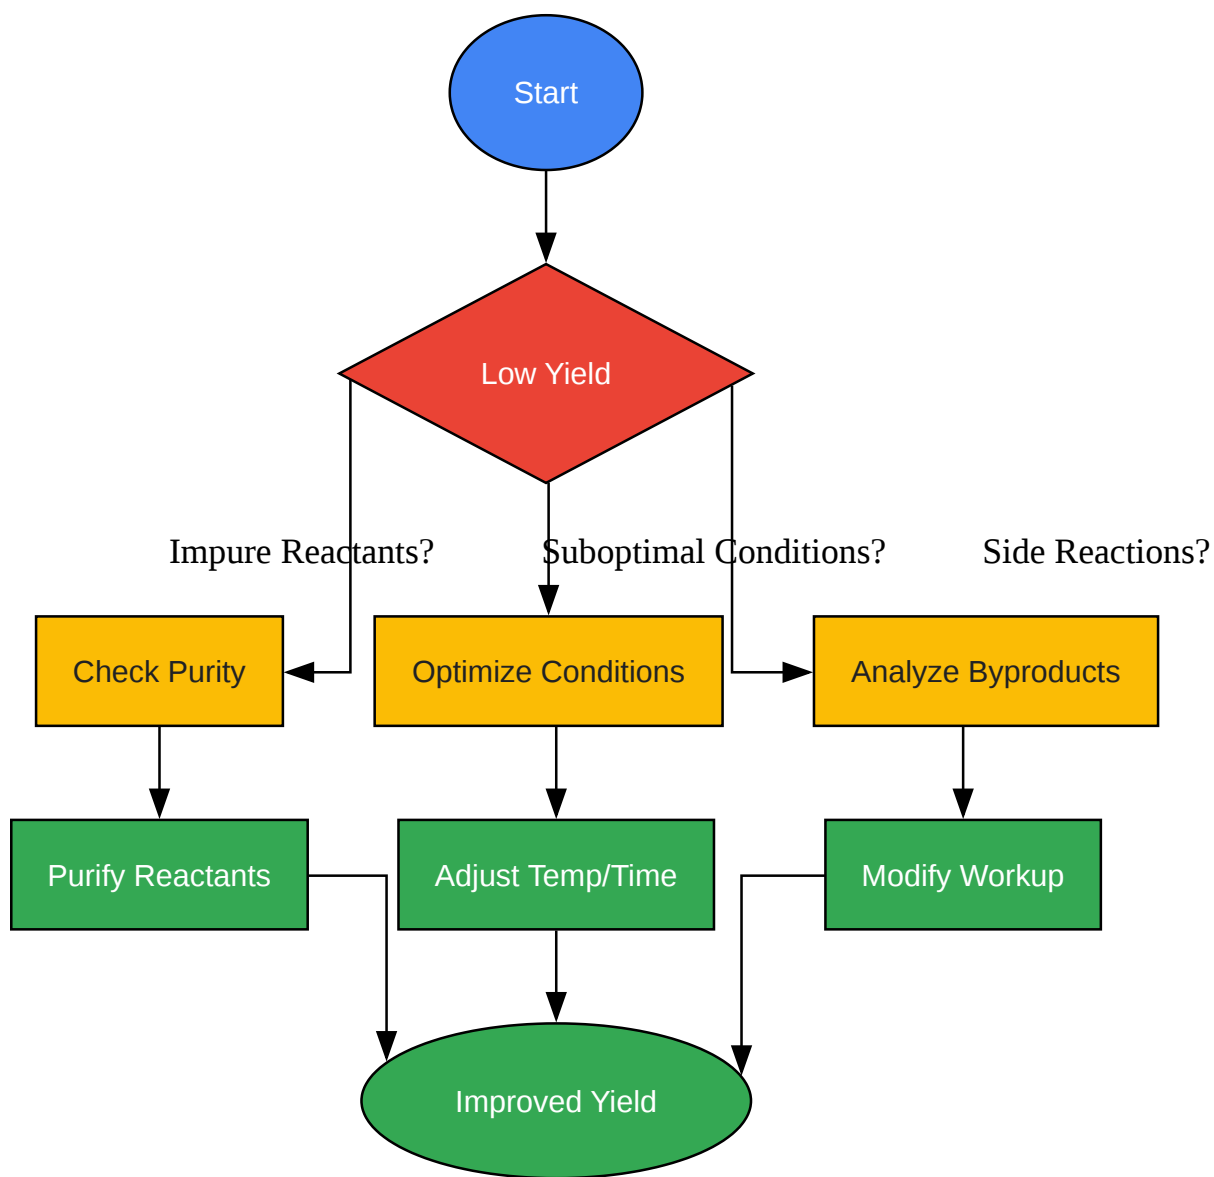 Start
Low Yield
Impure Reactants?
Suboptimal Conditions?
Side Reactions?
Check Purity
Optimize Conditions
Analyze Byproducts
Purify Reactants
Adjust Temp/Time
Modify Workup
Improved Yield